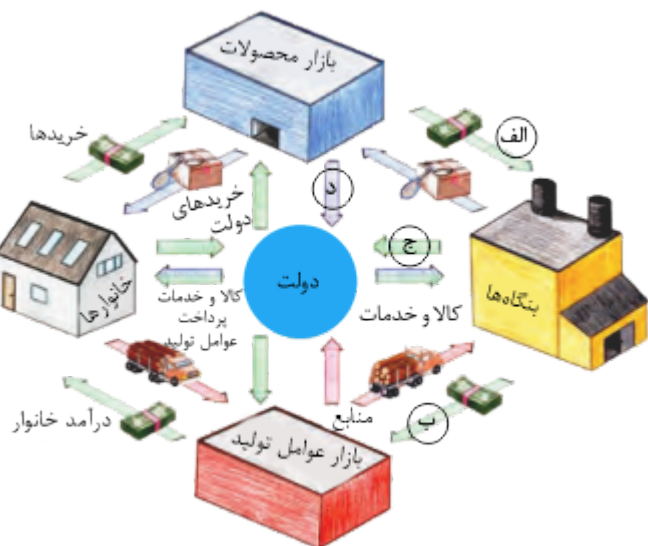 بازار محصولات
خریدها
الف
خریدهای
دولت
د
ج
خانوارها
دولت
بنگاه‌ها
کالا و خدمات
پرداخت
عوامل تولید
کالا و خدمات
درآمد خانوار
منابع
ب
بازار عوامل تولید